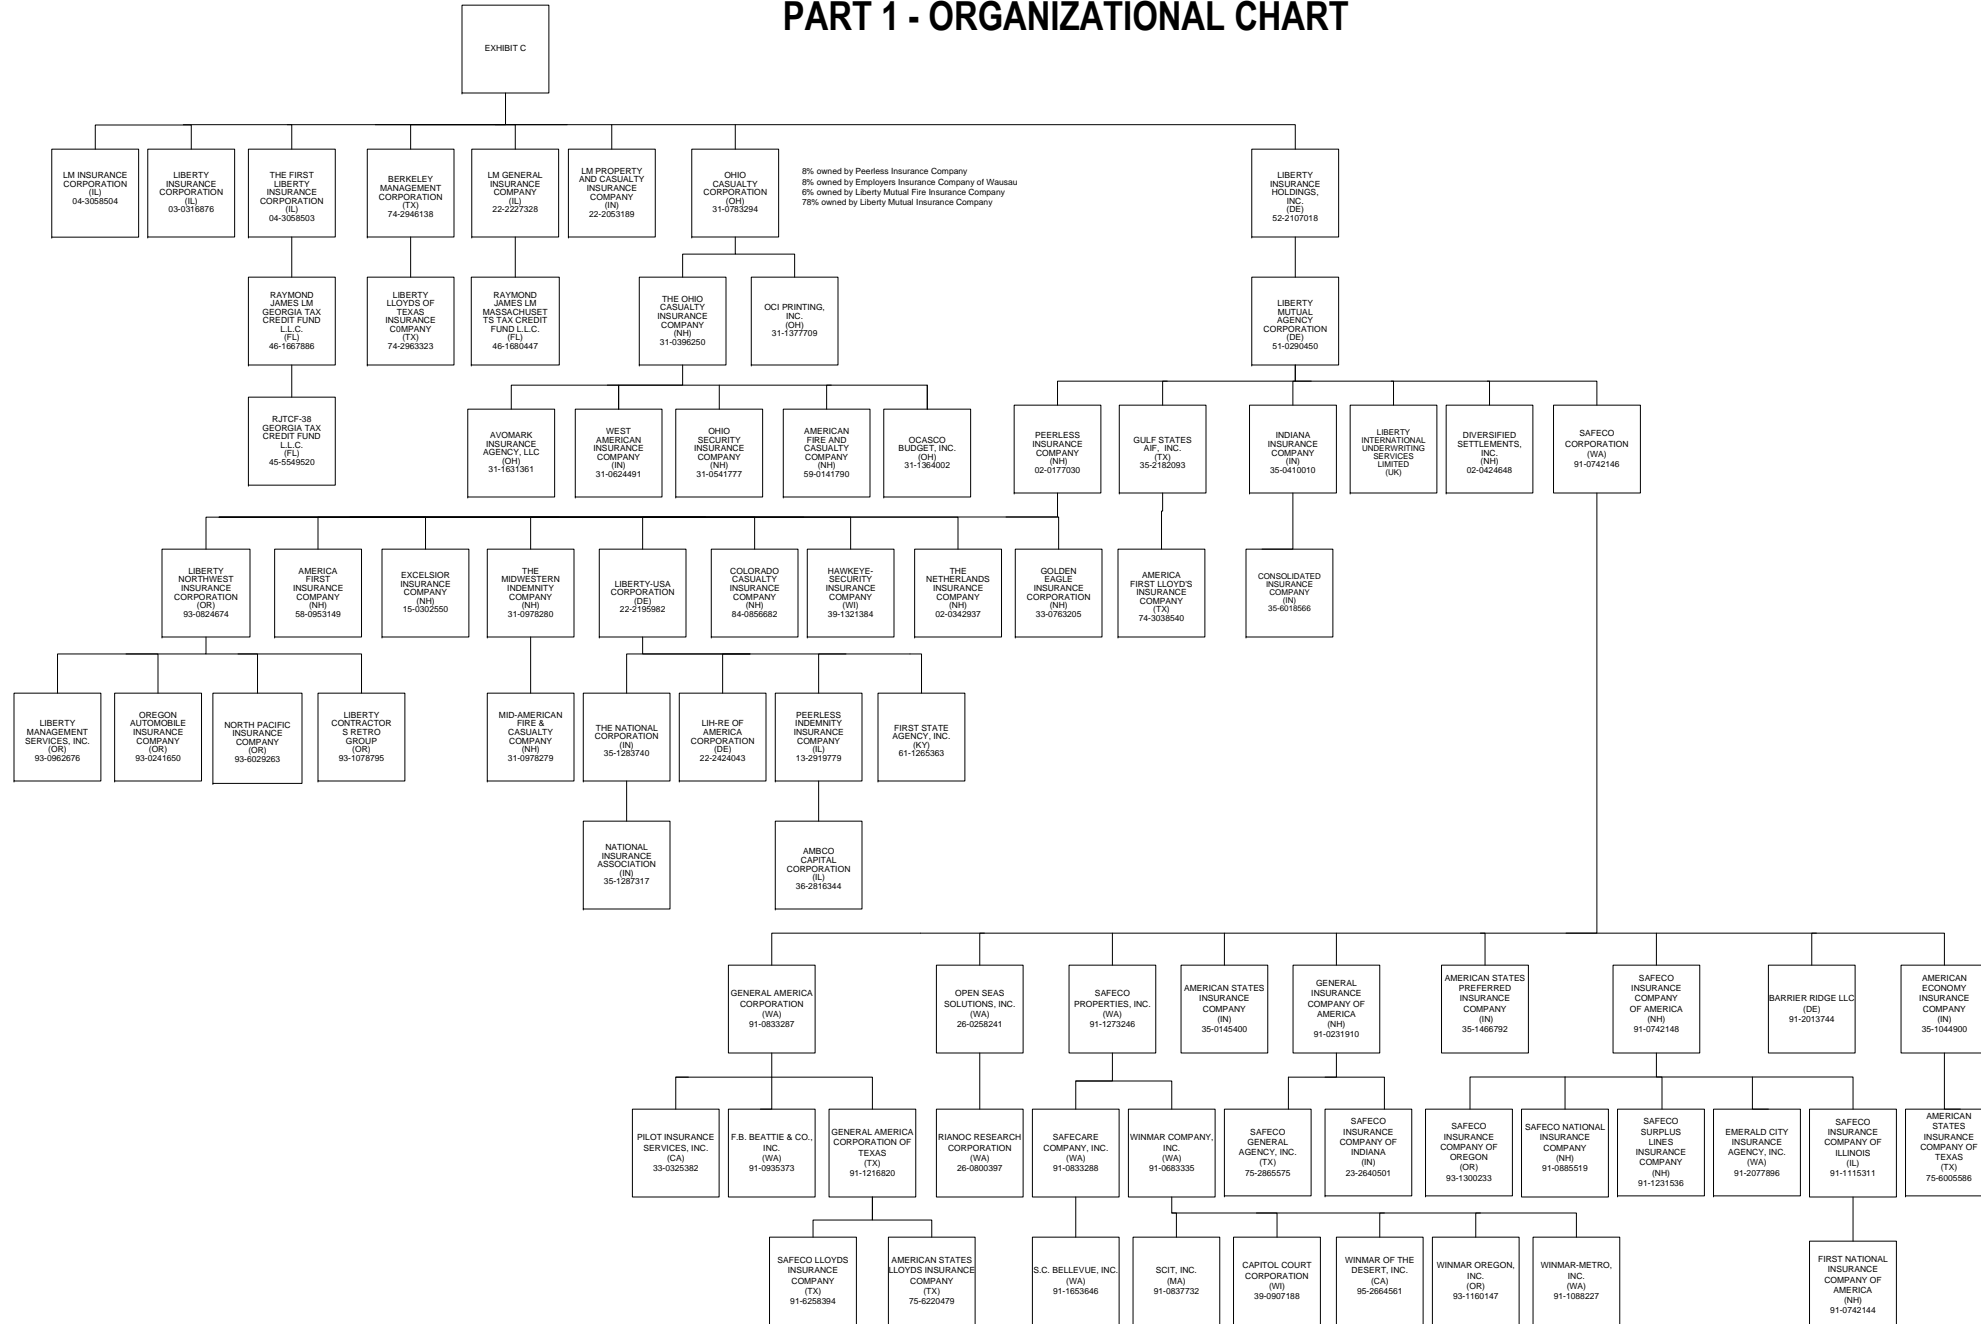 PART 1 - ORGANIZATIONAL CHART
EXHIBIT C
LM INSURANCE
CORPORATION
(IL)
04-3058504
LIBERTY
INSURANCE
CORPORATION
(IL)
03-0316876
THE FIRST
LIBERTY
INSURANCE
CORPORATION
(IL)
04-3058503
BERKELEY
MANAGEMENT
CORPORATION
(TX)
74-2946138
LM GENERAL
INSURANCE
COMPANY
(IL)
22-2227328
LM PROPERTY
AND CASUALTY
INSURANCE
COMPANY
(IN)
22-2053189
OHIO
CASUALTY
CORPORATION
(OH)
31-0783294
8% owned by Peerless Insurance Company
8% owned by Employers Insurance Company of Wausau
6% owned by Liberty Mutual Fire Insurance Company
78% owned by Liberty Mutual Insurance Company
LIBERTY
INSURANCE
HOLDINGS,
INC.
(DE)
52-2107018
RAYMOND
JAMES LM
GEORGIA TAX
CREDIT FUND
L.L.C.
(FL)
46-1667886
LIBERTY
LLOYDS OF
TEXAS
INSURANCE
C0MPANY
(TX)
74-2963323
RAYMOND
JAMES LM
MASSACHUSET
TS TAX CREDIT
FUND L.L.C.
(FL)
46-1680447
THE OHIO
CASUALTY
INSURANCE
COMPANY
(NH)
31-0396250
OCI PRINTING,
INC.
(OH)
31-1377709
LIBERTY
MUTUAL
AGENCY
CORPORATION
(DE)
51-0290450
RJTCF-38
GEORGIA TAX
CREDIT FUND
L.L.C.
(FL)
45-5549520
AVOMARK
INSURANCE
AGENCY, LLC
(OH)
31-1631361
WEST
AMERICAN
INSURANCE
COMPANY
(IN)
31-0624491
OHIO
SECURITY
INSURANCE
COMPANY
(NH)
31-0541777
AMERICAN
FIRE AND
CASUALTY
COMPANY
(NH)
59-0141790
OCASCO
BUDGET, INC.
(OH)
31-1364002
PEERLESS
INSURANCE
COMPANY
(NH)
02-0177030
GULF STATES
AIF, INC.
(TX)
35-2182093
INDIANA
INSURANCE
COMPANY
(IN)
35-0410010
LIBERTY
INTERNATIONAL
UNDERWRITING
SERVICES
LIMITED
(UK)
DIVERSIFIED
SETTLEMENTS,
INC.
(NH)
02-0424648
SAFECO
CORPORATION
(WA)
91-0742146
LIBERTY
NORTHWEST
INSURANCE
CORPORATION
(OR)
93-0824674
AMERICA
FIRST
INSURANCE
COMPANY
(NH)
58-0953149
EXCELSIOR
INSURANCE
COMPANY
(NH)
15-0302550
THE
MIDWESTERN
INDEMNITY
COMPANY
(NH)
31-0978280
LIBERTY-USA
CORPORATION
(DE)
22-2195982
COLORADO
CASUALTY
INSURANCE
COMPANY
(NH)
84-0856682
HAWKEYE-
SECURITY
INSURANCE
COMPANY
(WI)
39-1321384
THE
NETHERLANDS
INSURANCE
COMPANY
(NH)
02-0342937
GOLDEN
EAGLE
INSURANCE
CORPORATION
(NH)
33-0763205
AMERICA
FIRST LLOYD'S
INSURANCE
COMPANY
(TX)
74-3038540
CONSOLIDATED
INSURANCE
COMPANY
(IN)
35-6018566
LIBERTY
MANAGEMENT
SERVICES, INC.
(OR)
93-0962676
OREGON
AUTOMOBILE
INSURANCE
COMPANY
(OR)
93-0241650
NORTH PACIFIC
INSURANCE
COMPANY
(OR)
93-6029263
LIBERTY
CONTRACTOR
S RETRO
GROUP
(OR)
93-1078795
MID-AMERICAN
FIRE &
CASUALTY
COMPANY
(NH)
31-0978279
THE NATIONAL
CORPORATION
(IN)
35-1283740
LIH-RE OF
AMERICA
CORPORATION
(DE)
22-2424043
PEERLESS
INDEMNITY
INSURANCE
COMPANY
(IL)
13-2919779
FIRST STATE
AGENCY, INC.
(KY)
61-1265363
NATIONAL
INSURANCE
ASSOCIATION
(IN)
35-1287317
AMBCO
CAPITAL
CORPORATION
(IL)
36-2816344
GENERAL AMERICA
CORPORATION
(WA)
91-0833287
OPEN SEAS
SOLUTIONS, INC.
(WA)
26-0258241
SAFECO
PROPERTIES, INC.
(WA)
91-1273246
AMERICAN STATES
INSURANCE
COMPANY
(IN)
35-0145400
GENERAL
INSURANCE
COMPANY OF
AMERICA
(NH)
91-0231910
AMERICAN STATES
PREFERRED
INSURANCE
COMPANY
(IN)
35-1466792
SAFECO
INSURANCE
COMPANY
OF AMERICA
(NH)
91-0742148
BARRIER RIDGE LLC
(DE)
91-2013744
AMERICAN
ECONOMY
INSURANCE
COMPANY
(IN)
35-1044900
PILOT INSURANCE
SERVICES, INC.
(CA)
33-0325382
F.B. BEATTIE & CO.,
INC.
(WA)
91-0935373
GENERAL AMERICA
CORPORATION OF
TEXAS
(TX)
91-1216820
RIANOC RESEARCH
CORPORATION
(WA)
26-0800397
SAFECARE
COMPANY, INC.
(WA)
91-0833288
WINMAR COMPANY,
INC.
(WA)
91-0683335
SAFECO
GENERAL
AGENCY, INC.
(TX)
75-2865575
SAFECO
INSURANCE
COMPANY OF
INDIANA
(IN)
23-2640501
SAFECO
INSURANCE
COMPANY OF
OREGON
(OR)
93-1300233
SAFECO NATIONAL
INSURANCE
COMPANY
(NH)
91-0885519
SAFECO
SURPLUS
LINES
INSURANCE
COMPANY
(NH)
91-1231536
EMERALD CITY
INSURANCE
AGENCY, INC.
(WA)
91-2077896
SAFECO
INSURANCE
COMPANY OF
ILLINOIS
(IL)
91-1115311
AMERICAN
STATES
INSURANCE
COMPANY OF
TEXAS
(TX)
75-6005586
SAFECO LLOYDS
INSURANCE
COMPANY
(TX)
91-6258394
AMERICAN STATES
LLOYDS INSURANCE
COMPANY
(TX)
75-6220479
S.C. BELLEVUE, INC.
(WA)
91-1653646
SCIT, INC.
(MA)
91-0837732
CAPITOL COURT
CORPORATION
(WI)
39-0907188
WINMAR OF THE
DESERT, INC.
(CA)
95-2664561
WINMAR OREGON,
INC.
(OR)
93-1160147
WINMAR-METRO,
INC.
(WA)
91-1088227
FIRST NATIONAL
INSURANCE
COMPANY OF
AMERICA
(NH)
91-0742144